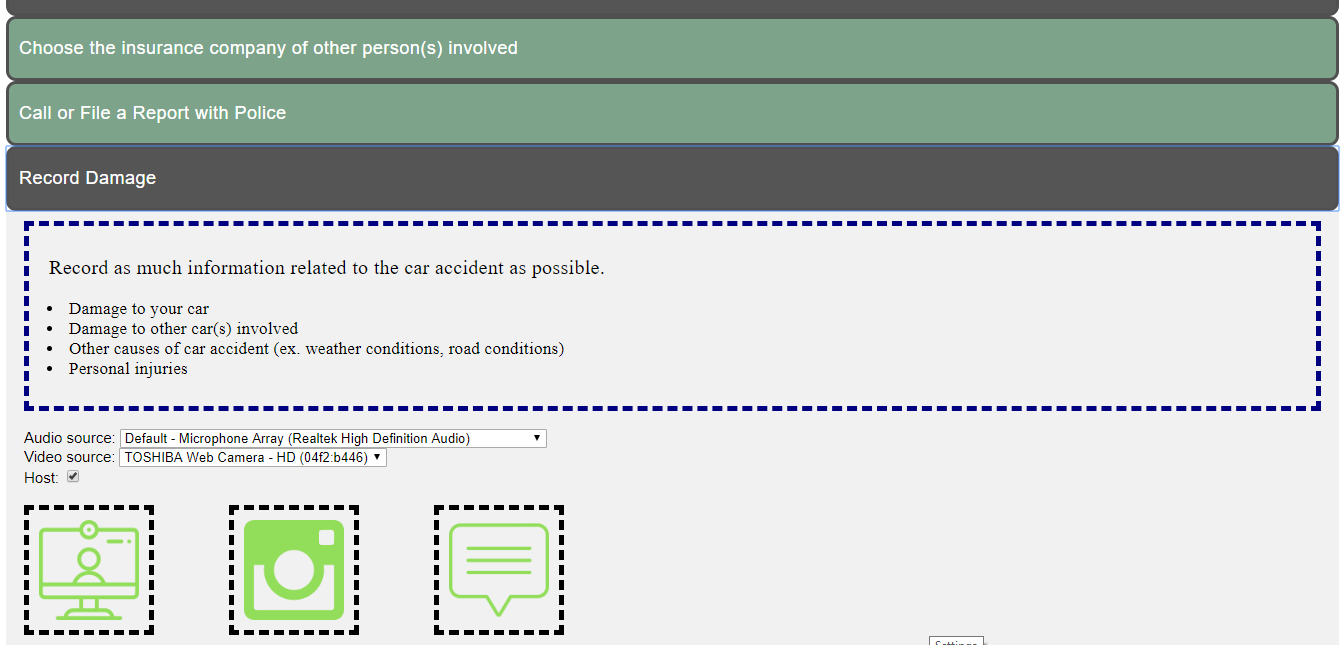 Choose the insurance company of other person(s) involved
Call or File a Report with Police
Record Damage
Record as much information related to the car accident as possible.
• Damage to your car
• Damage to other car(s) involved
• Other causes of car accident (ex. weather conditions, road conditions)
• Personal injuries
Audio source: Default - Microphone Array (Realtek High Definition Audio)
Video source: TOSHIBA Web Camera - HD (04f2:b446)
Host:
Settings